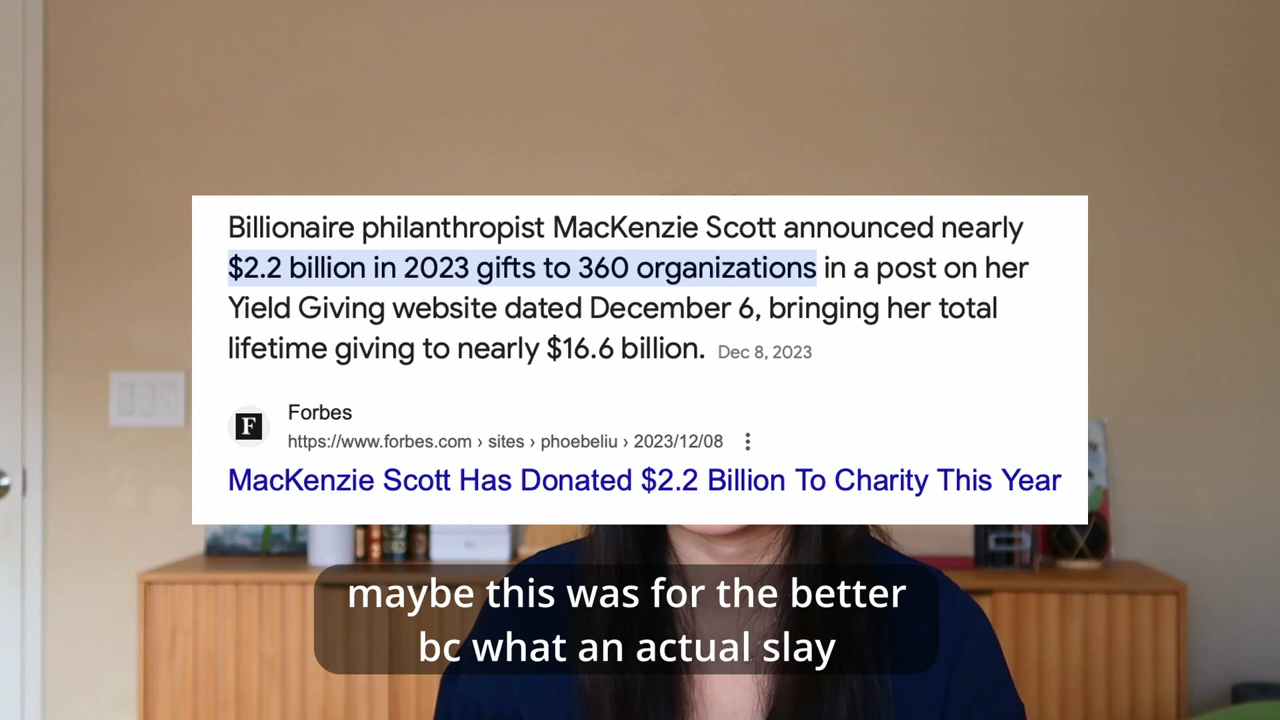 Billionaire philanthropist MacKenzie Scott announced nearly
$2.2 billion in 2023 gifts to 360 organizations in a post on her
Yield Giving website dated December 6, bringing her total
lifetime giving to nearly $16.6 billion. Dec 8, 2023
F
Forbes
https://www.forbes.com › sites › phoebeliu › 2023/12/08
MacKenzie Scott Has Donated $2.2 Billion To Charity This Year
maybe this was for the better
bc what an actual slay